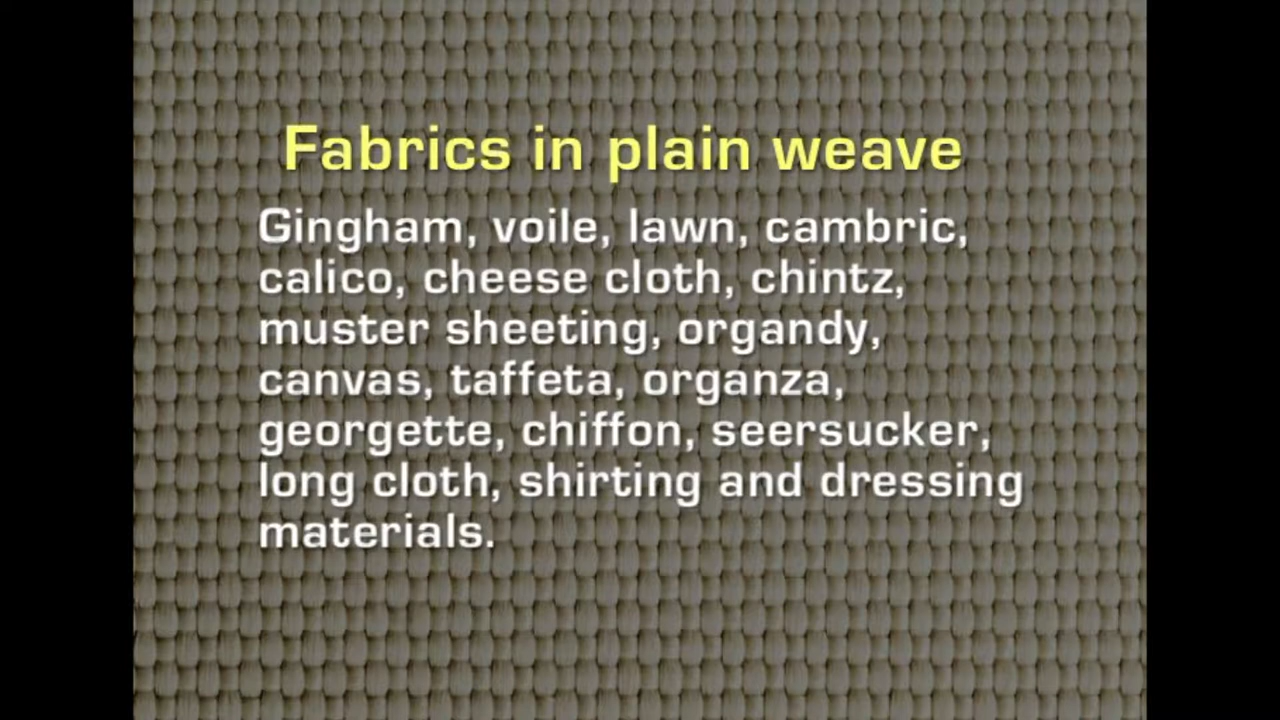 Fabrics in plain weave
Gingham, voile, lawn, cambric,
calico, cheese cloth, chintz,
muster sheeting, organdy,
canvas, taffeta, organza,
georgette, chiffon, seersucker,
long cloth, shirting and dressing
materials.